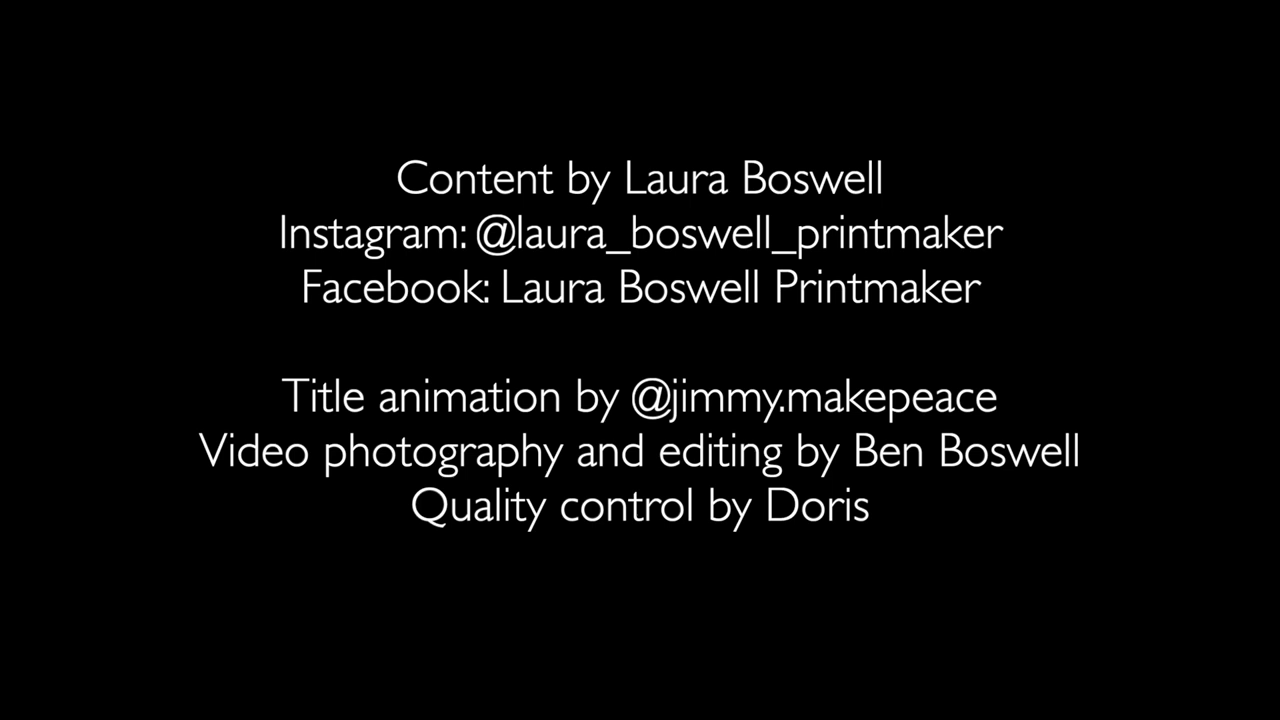 Content by Laura Boswell
Instagram: @laura_boswell_printmaker
Facebook: Laura Boswell Printmaker
Title animation by @jimmy.makepeace
Video photography and editing by Ben Boswell
Quality control by Doris